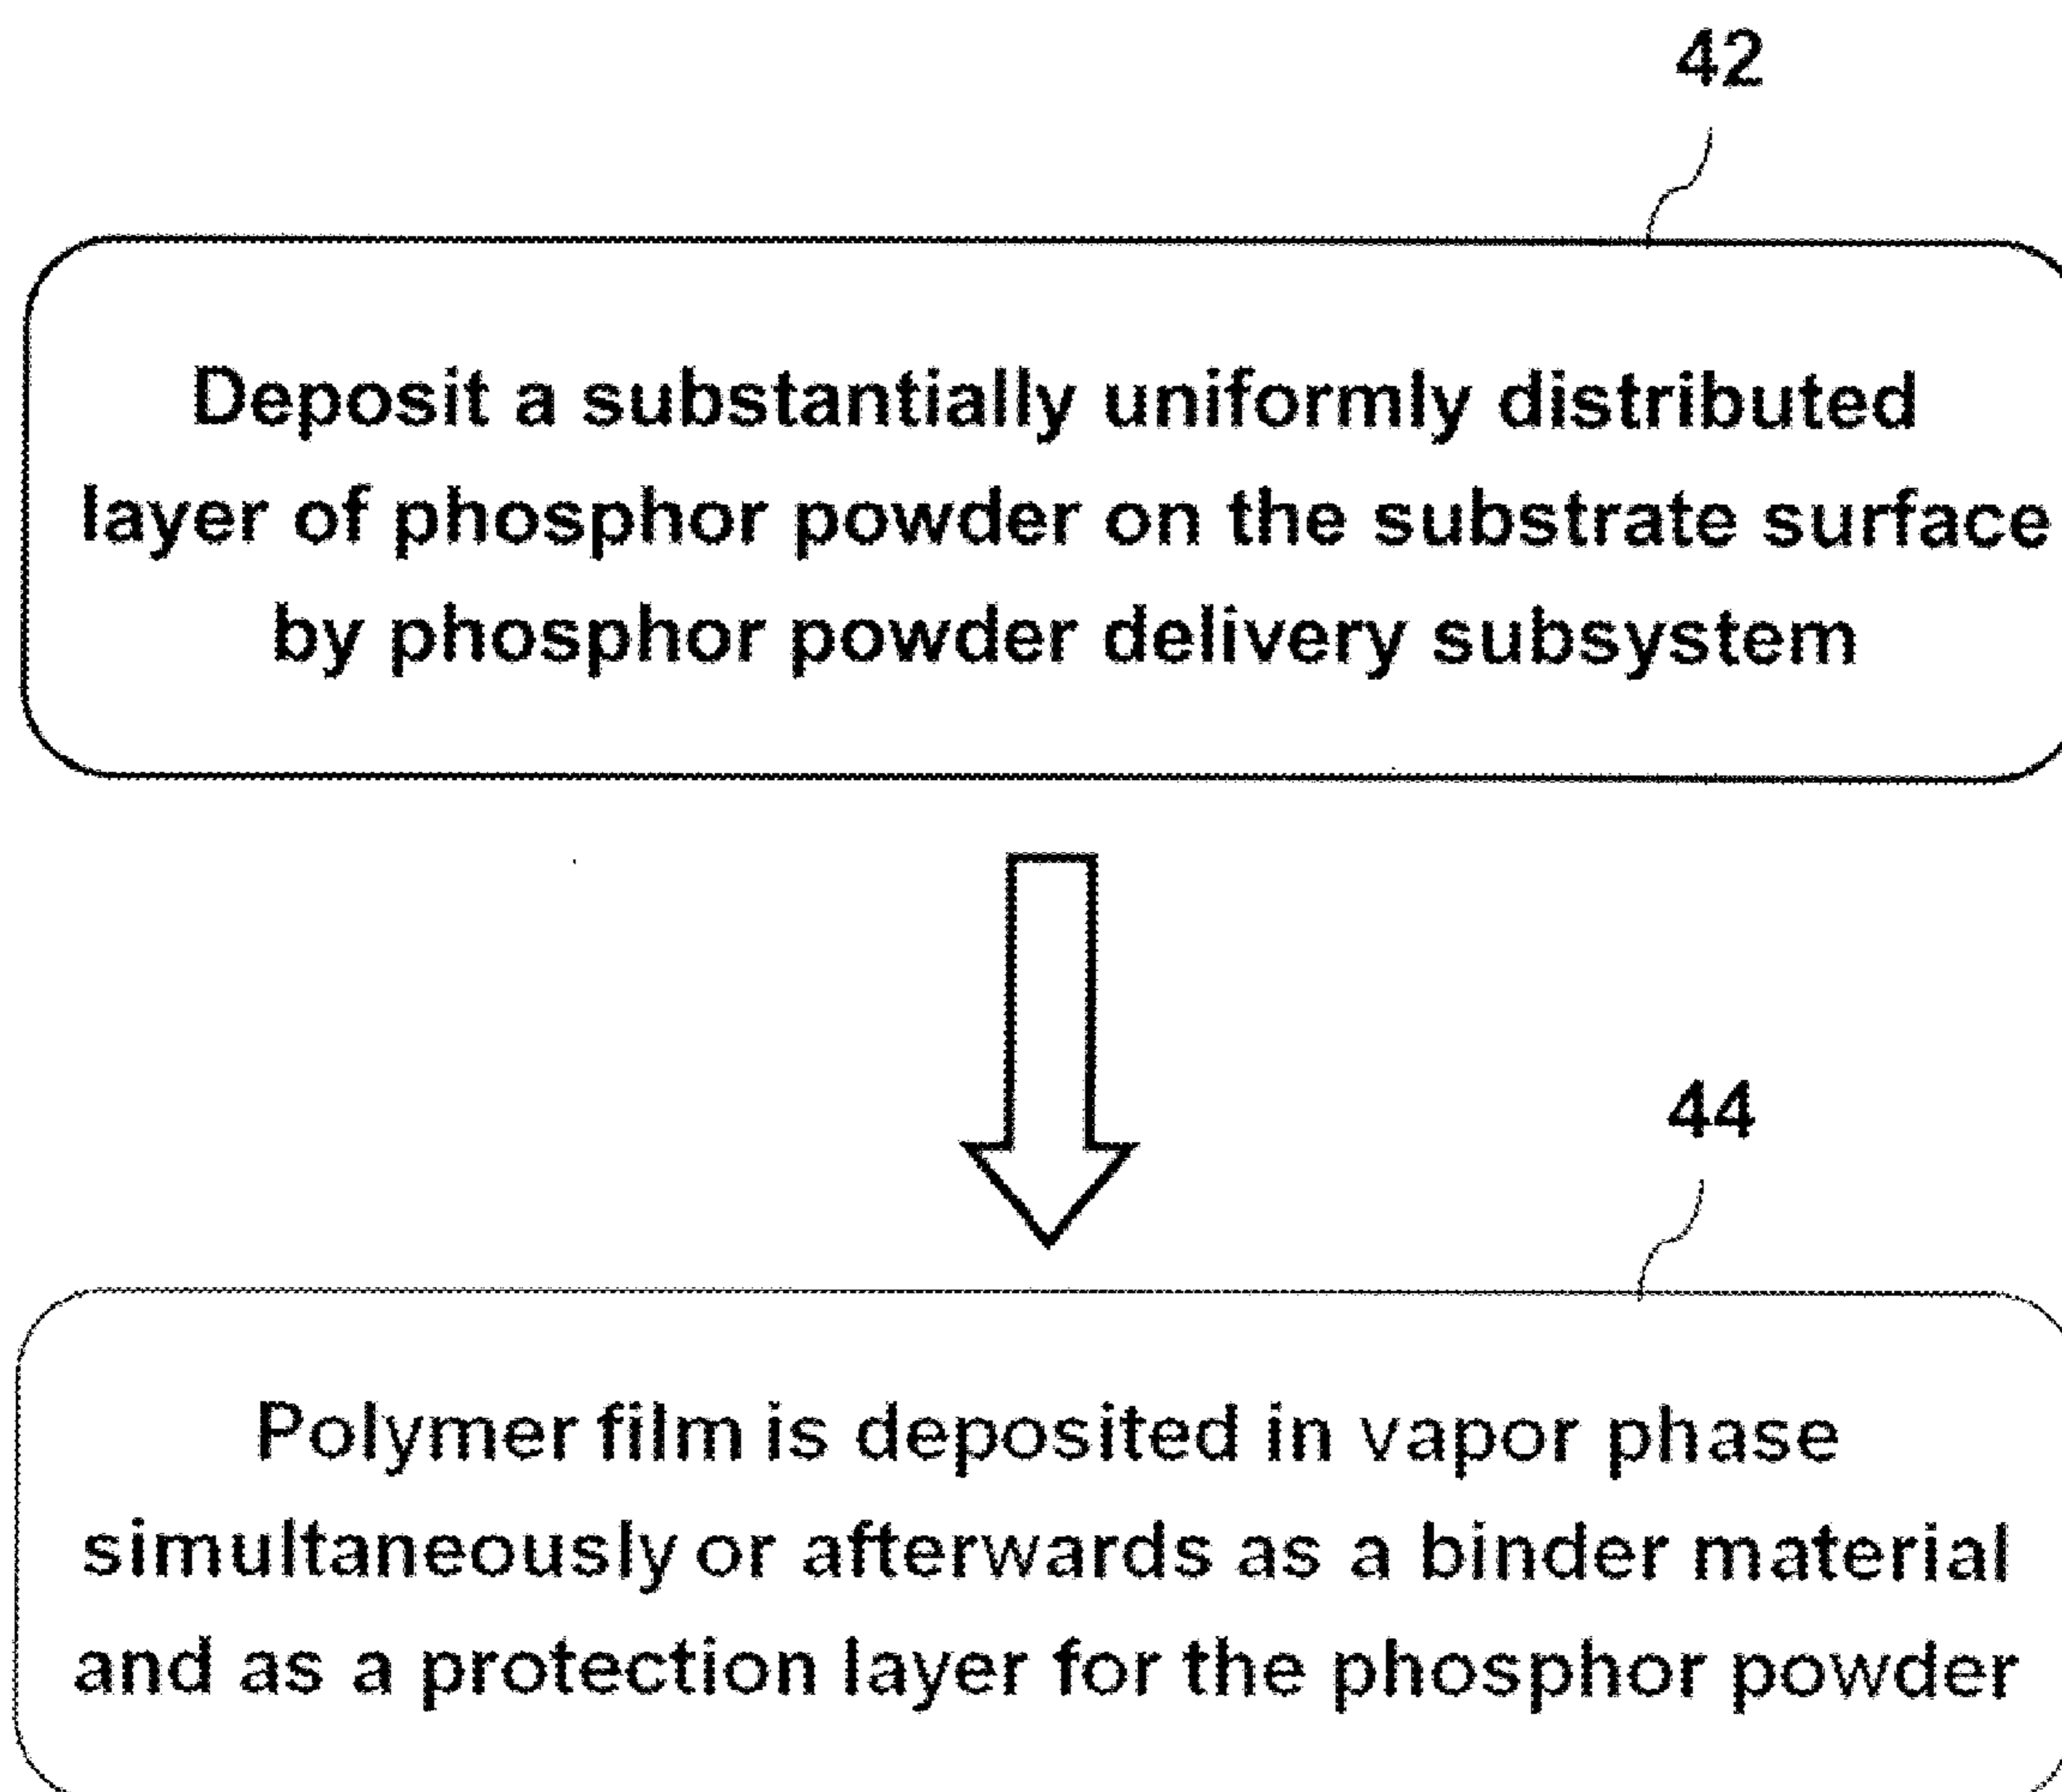 42
Deposit a substantially uniformly distributed
layer of phosphor powder on the substrate surface
by phosphor powder delivery subsystem
44
Polymer film is deposited in vapor phase
simultaneously or afterwards as a binder material
and as a protection layer for the phosphor powder